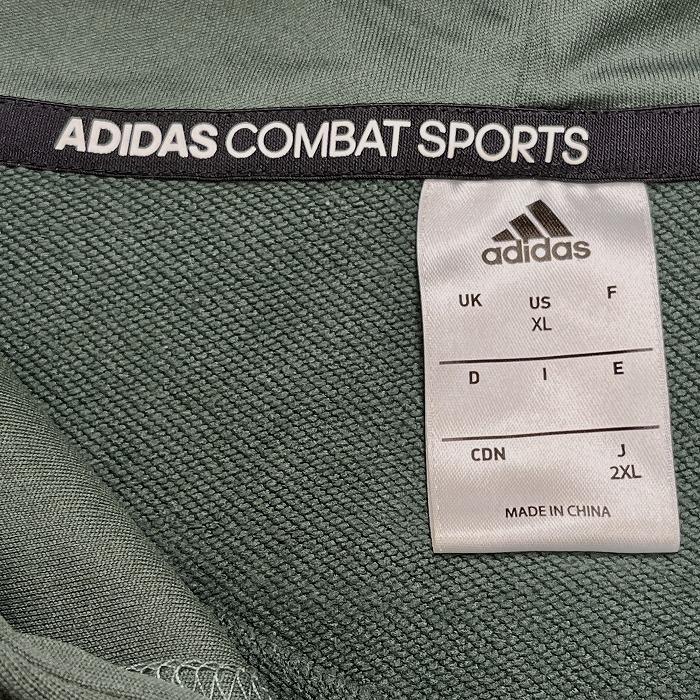 ADIDAS COMBAT SPORTS
adidas
UK US F
XL
D I E
CDN J
2XL
MADE IN CHINA